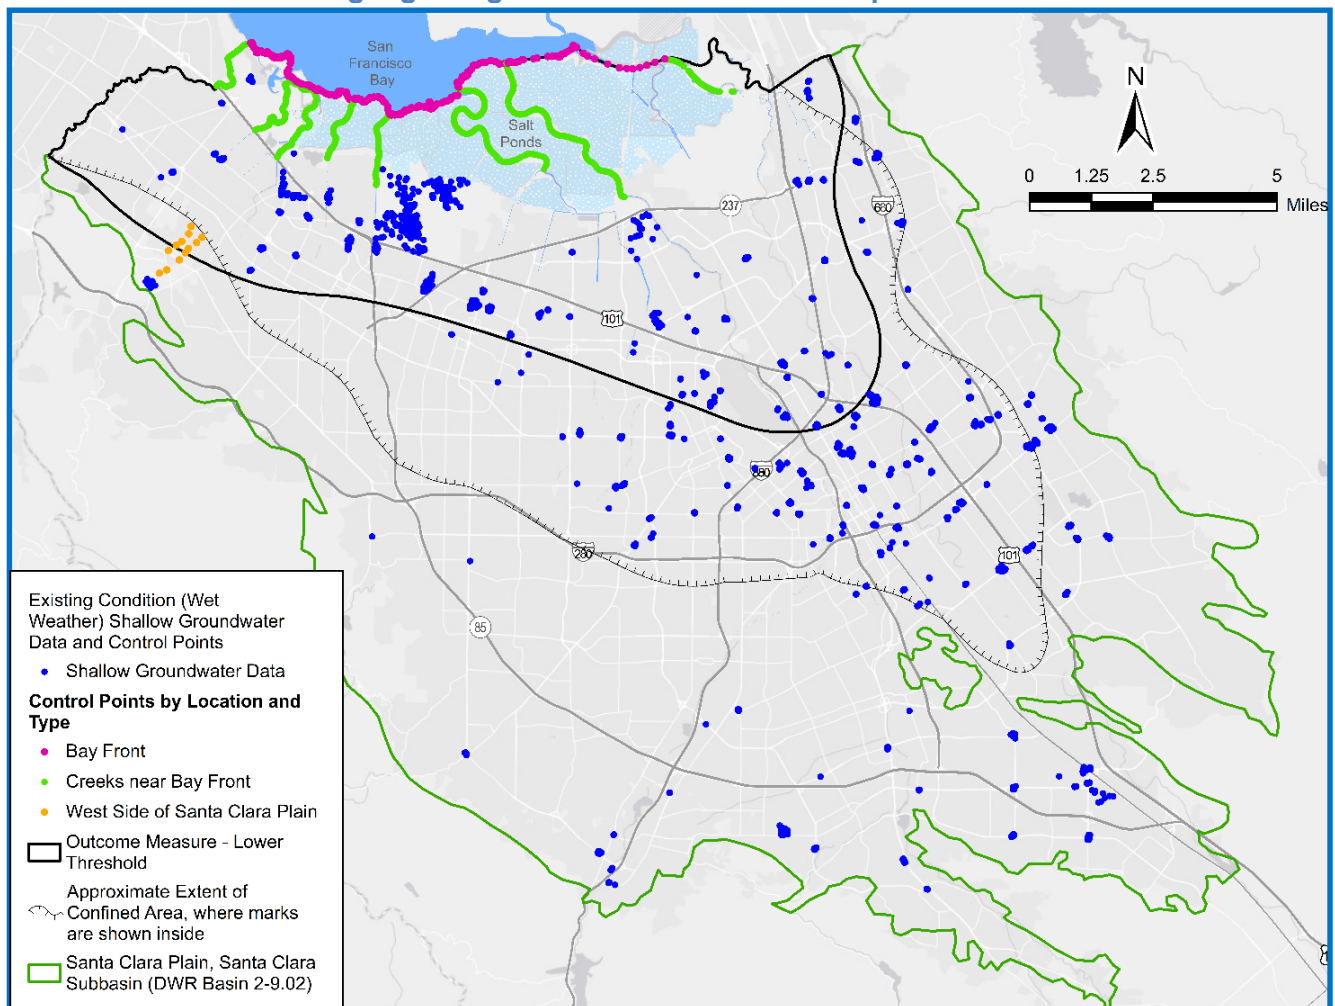 San
Francisco
Bay
Salt
Ponds
N
0 1.25 2.5 5
Miles
237
680
101
880
280
101
85
Existing Condition (Wet
Weather) Shallow Groundwater
Data and Control Points
Shallow Groundwater Data
Control Points by Location and
Type
Bay Front
Creeks near Bay Front
West Side of Santa Clara Plain
Outcome Measure - Lower
Threshold
Approximate Extent of
Confined Area, where marks
are shown inside
Santa Clara Plain, Santa Clara
Subbasin (DWR Basin 2-9.02)